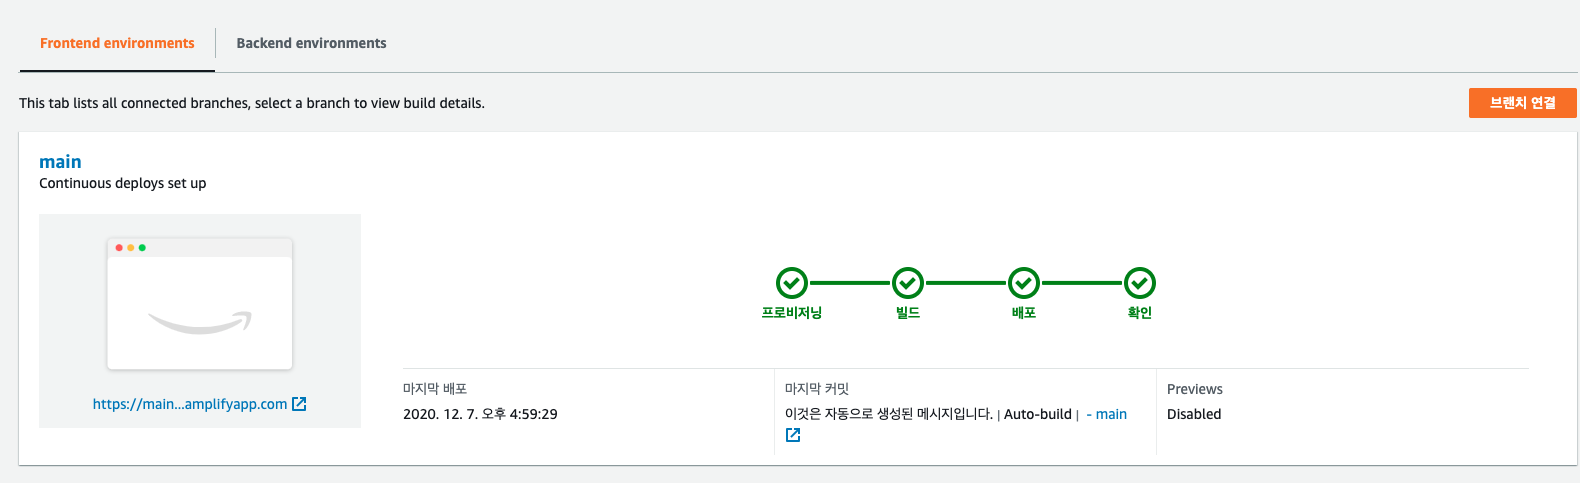 Frontend environments
Backend environments
This tab lists all connected branches, select a branch to view build details.
브랜치 연결
main
Continuous deploys set up
프로비저닝
빌드
배포
확인
https://main...amplifyapp.com
마지막 배포
2020. 12. 7. 오후 4:59:29
마지막 커밋
이것은 자동으로 생성된 메시지입니다. | Auto-build | - main
Previews
Disabled